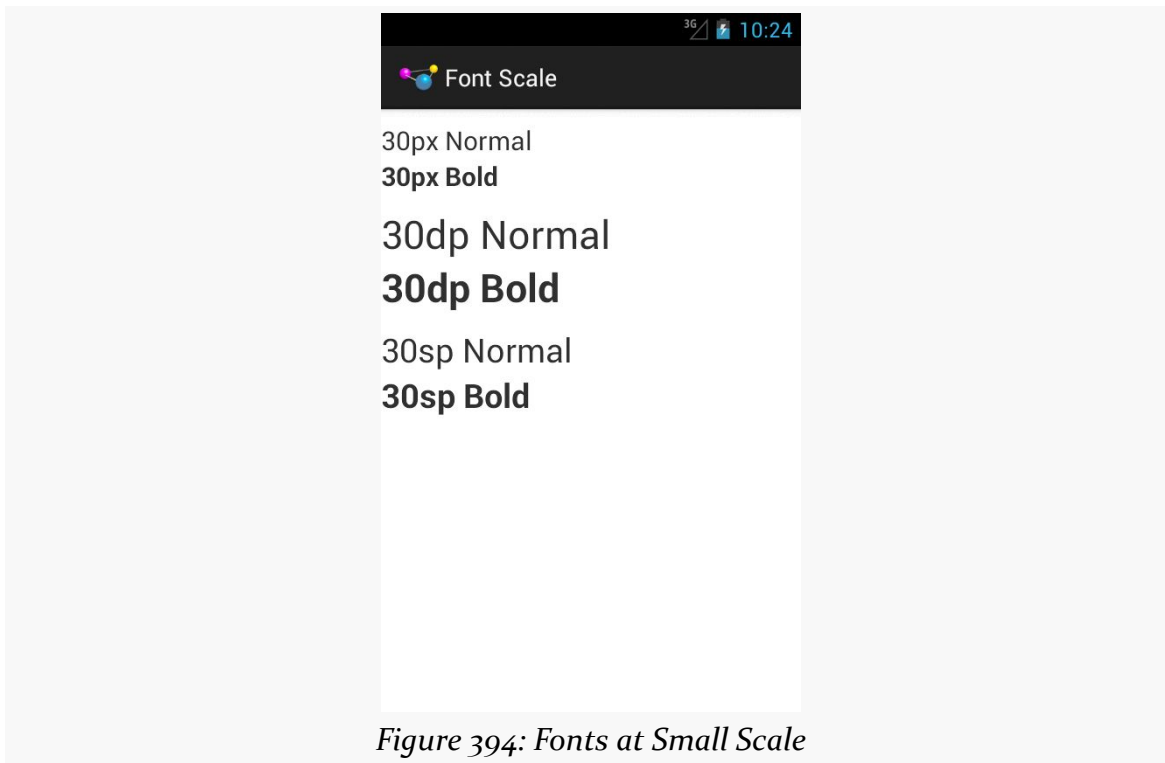 3G 10:24
Font Scale
30px Normal
30px Bold
30dp Normal
30dp Bold
30sp Normal
30sp Bold
Figure 394: Fonts at Small Scale